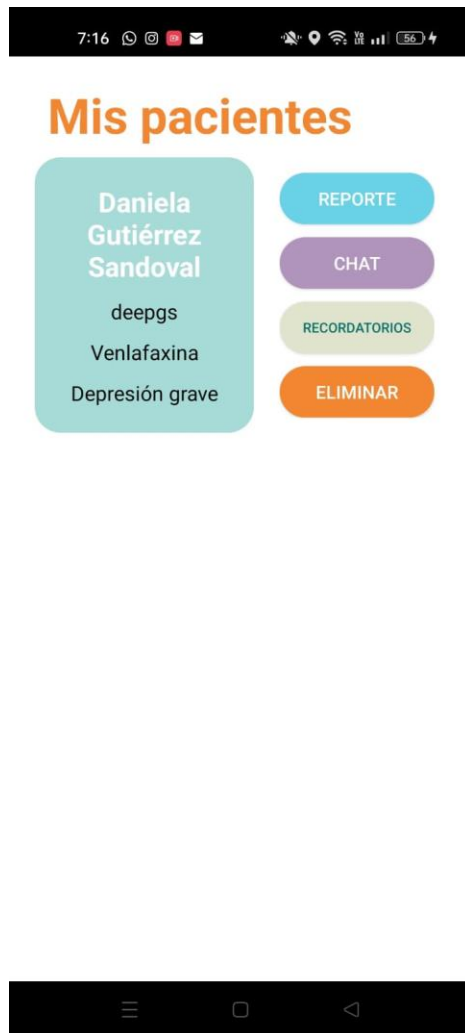 7:16
56
Mis pacientes
Daniela
Gutiérrez
Sandoval
deepgs
Venlafaxina
Depresión grave
REPORTE
CHAT
RECORDATORIOS
ELIMINAR